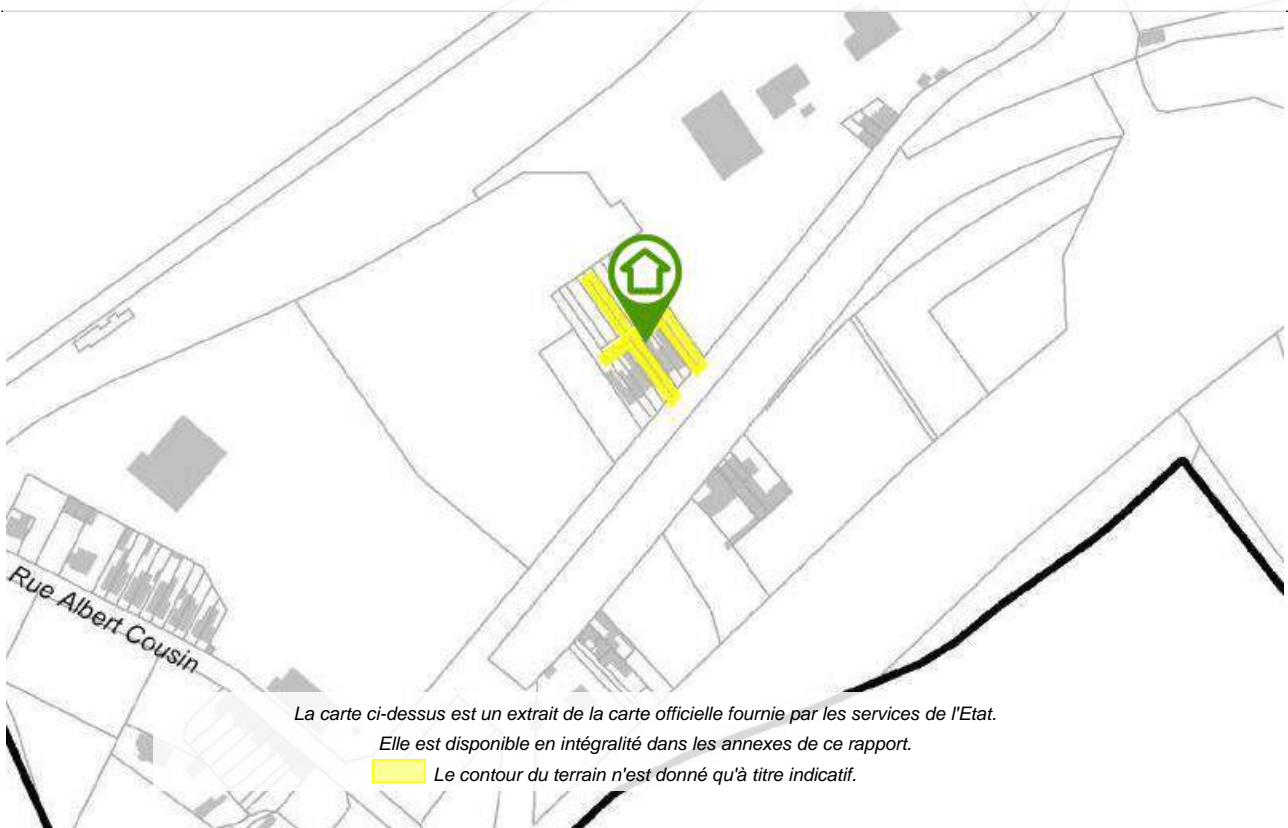 Rue Albert Cousin
La carte ci-dessus est un extrait de la carte officielle fournie par les services de l'Etat.
Elle est disponible en intégralité dans les annexes de ce rapport.
Le contour du terrain n'est donné qu'à titre indicatif.